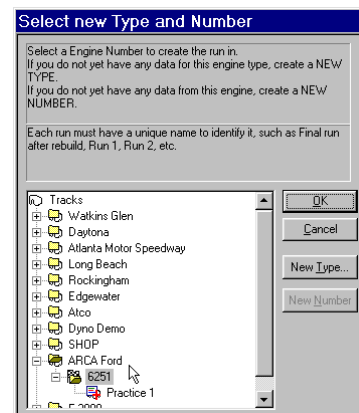 Select new Type and Number
Select a Engine Number to create the run in.
If you do not yet have any data for this engine type, create a NEW
TYPE.
If you do not yet have any data from this engine, create a NEW
NUMBER.
Each run must have a unique name to identify it, such as Final run
after rebuild, Run 1, Run 2, etc.
Tracks
Watkins Glen
Daytona
Atlanta Motor Speedway
Long Beach
Rockingham
Edgewater
Atco
Dyno Demo
SHOP
ARCA Ford
6251
Practice 1
OK
Cancel
New Type...
New Number